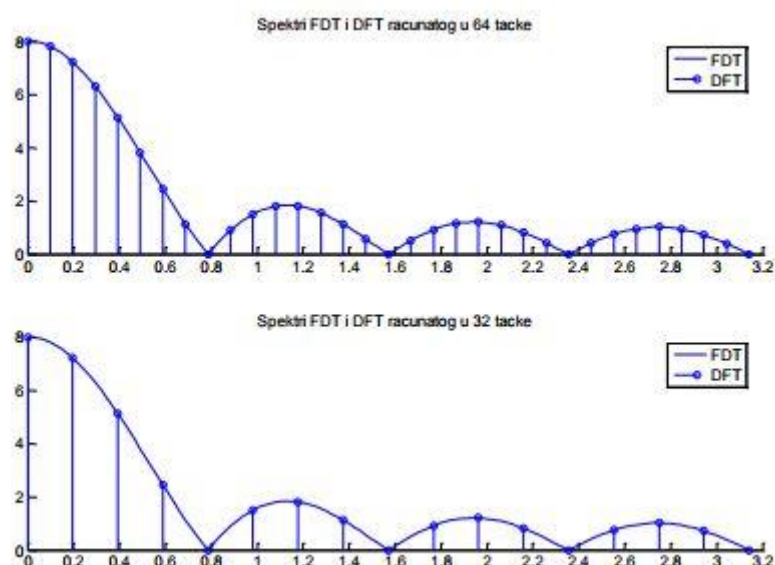 Spektri FDT i DFT racunatog u 64 tacke
8
6
4
2
0
FDT
DFT
0 0.2 0.4 0.6 0.8 1 1.2 1.4 1.6 1.8 2 2.2 2.4 2.6 2.8 3 3.2
Spektri FDT i DFT racunatog u 32 tacke
8
6
4
2
0
FDT
DFT
0 0.2 0.4 0.6 0.8 1 1.2 1.4 1.6 1.8 2 2.2 2.4 2.6 2.8 3 3.2